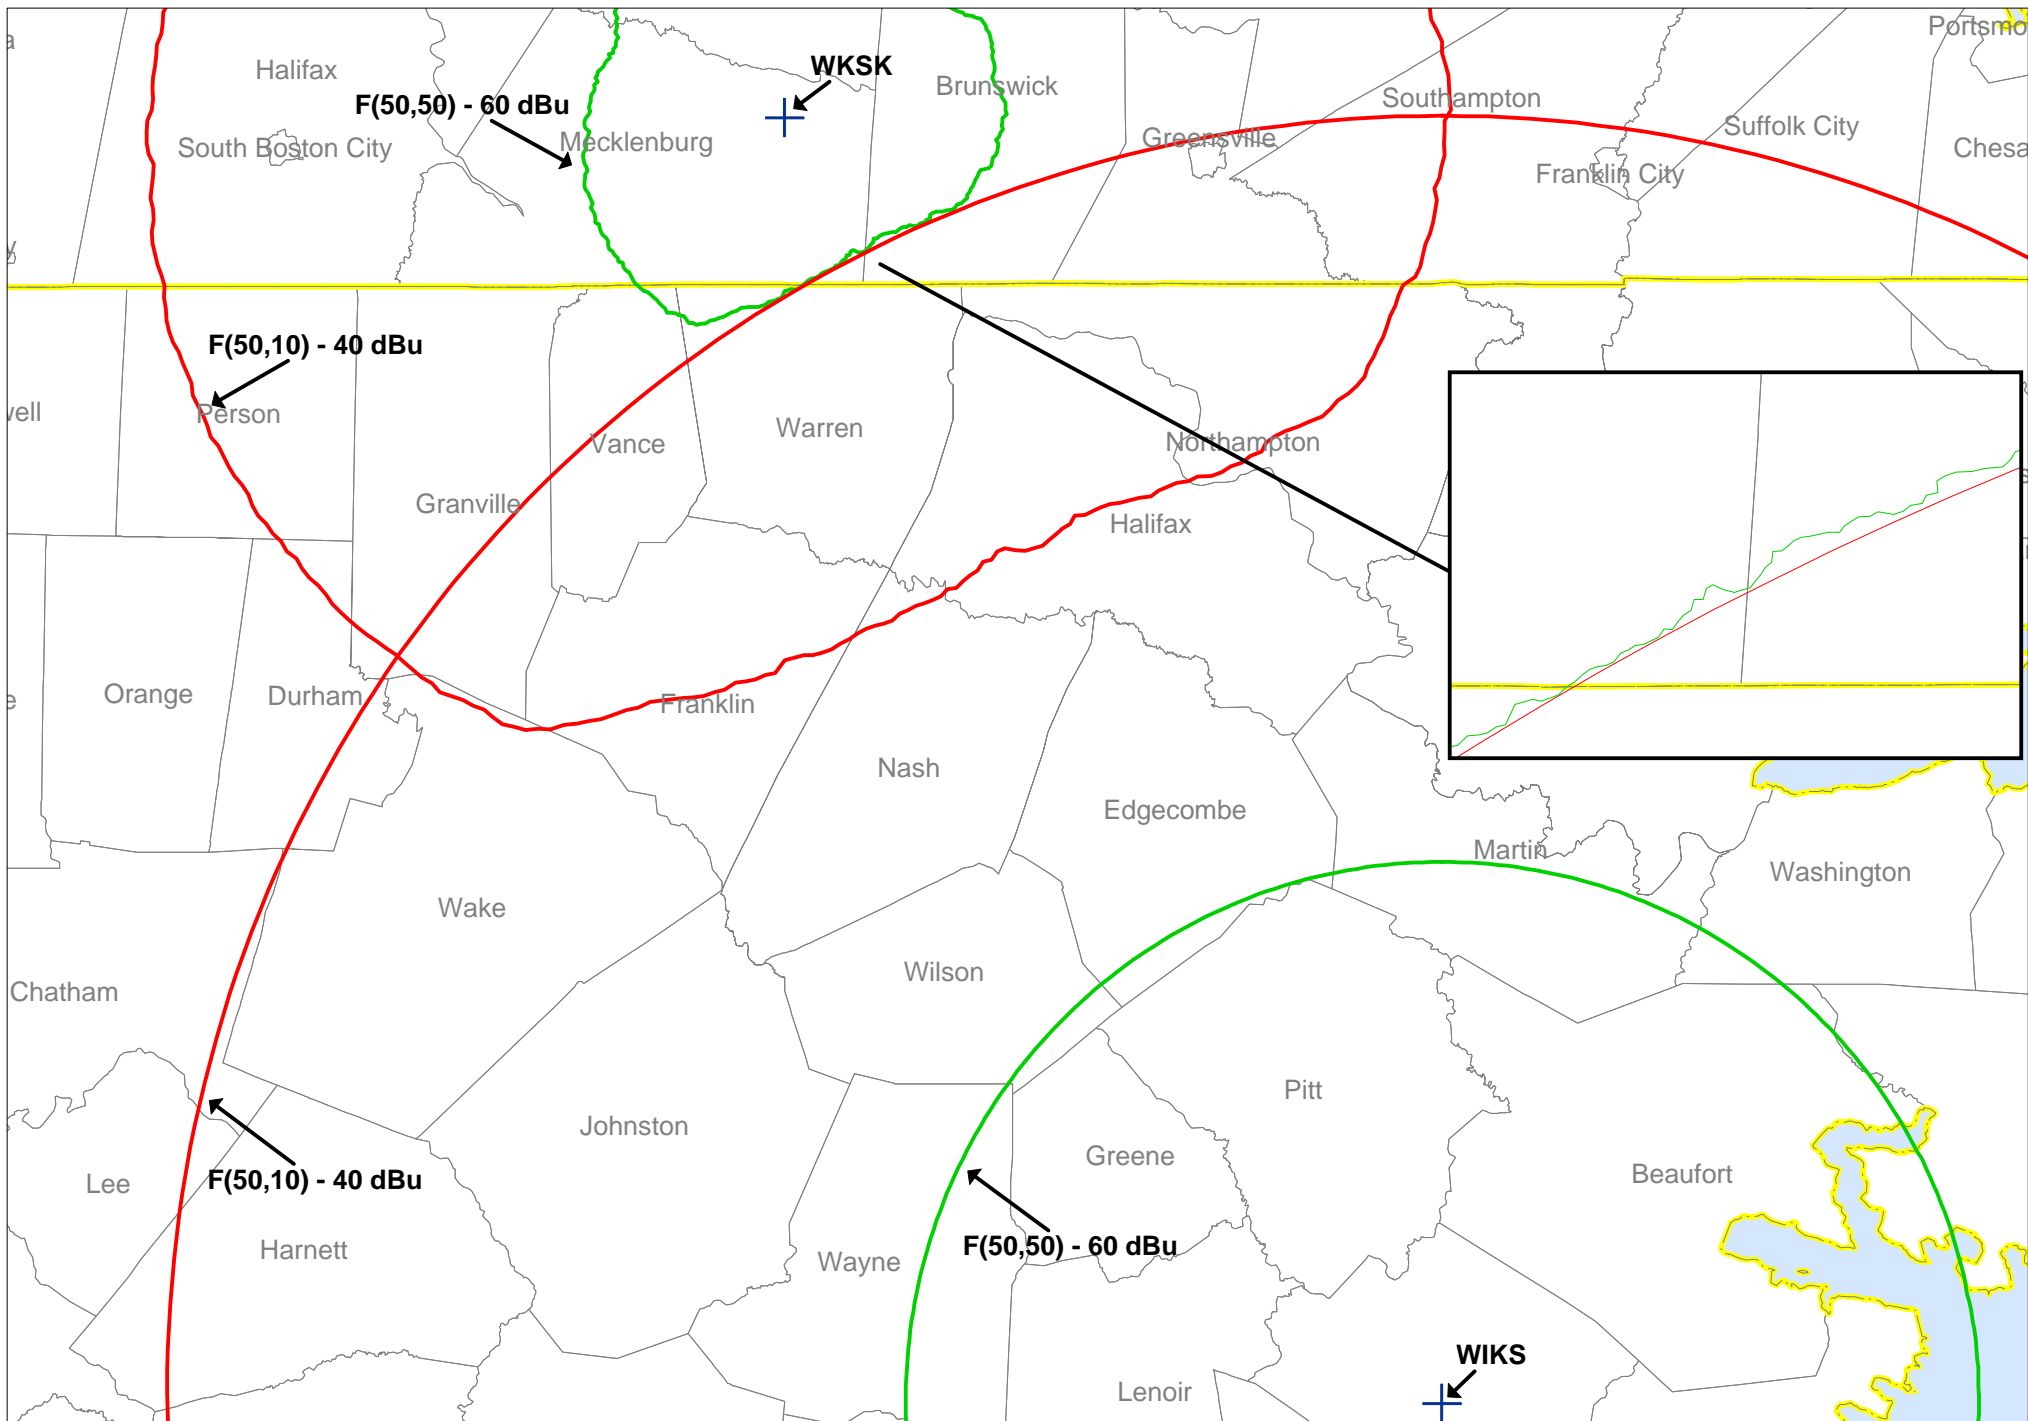 Portsmo
a
Halifax
WKSK
Brunswick
F(50,50) - 60 dBu
Southampton
Mecklenburg
South Boston City
Greensville
Suffolk City
Chesa
Franklin City
y
F(50,10) - 40 dBu
Person
vell
Vance
Warren
Northampton
Granville
Halifax
Orange
Durham
Franklin
e
Nash
Edgecombe
Martin
Washington
Wake
Wilson
Chatham
Pitt
Johnston
Greene
Beaufort
Lee
F(50,10) - 40 dBu
Harnett
F(50,50) - 60 dBu
Wayne
WIKS
Lenoir